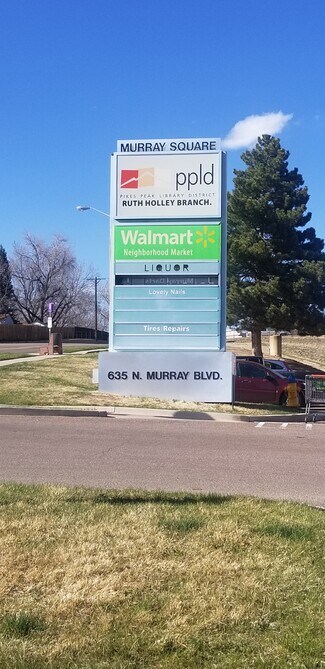 MURRAY SQUARE
ppld
PIKES PEAK LIBRARY DISTRICT
RUTH HOLLEY BRANCH.
Walmart
Neighborhood Market
LIQUOR
Lovely Nails
Tires Repairs
635 N. MURRAY BLVD.